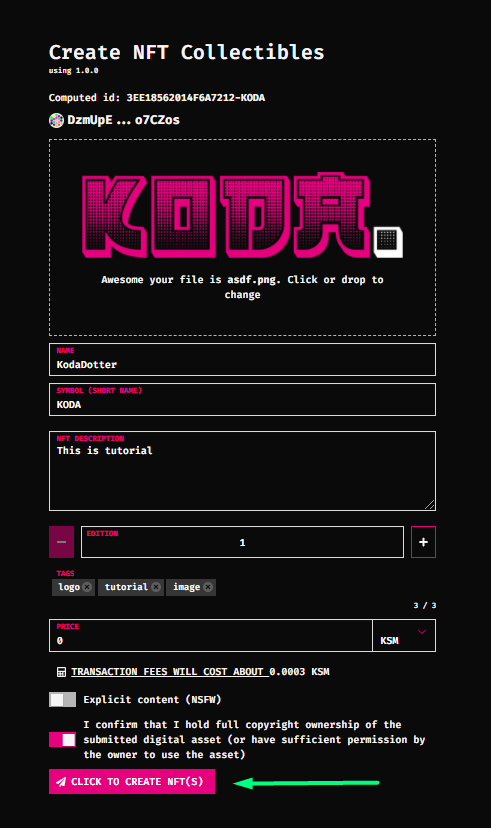 Create NFT Collectibles
using 1.0.0
Computed id: 3EE18562014F6A7212-KODA
DzmUpE ... o7CZos
KODA.
Awesome your file is asdf.png. Click or drop to
change
NAME
KodaDotter
SYMBOL (SHORT NAME)
KODA
NFT DESCRIPTION
This is tutorial
EDITION
− 1 +
TAGS
logo tutorial image
3 / 3
PRICE
0 KSM
TRANSACTION FEES WILL COST ABOUT 0.0003 KSM
Explicit content (NSFW)
I confirm that I hold full copyright ownership of the
submitted digital asset (or have sufficient permission by
the owner to use the asset)
CLICK TO CREATE NFT(S)